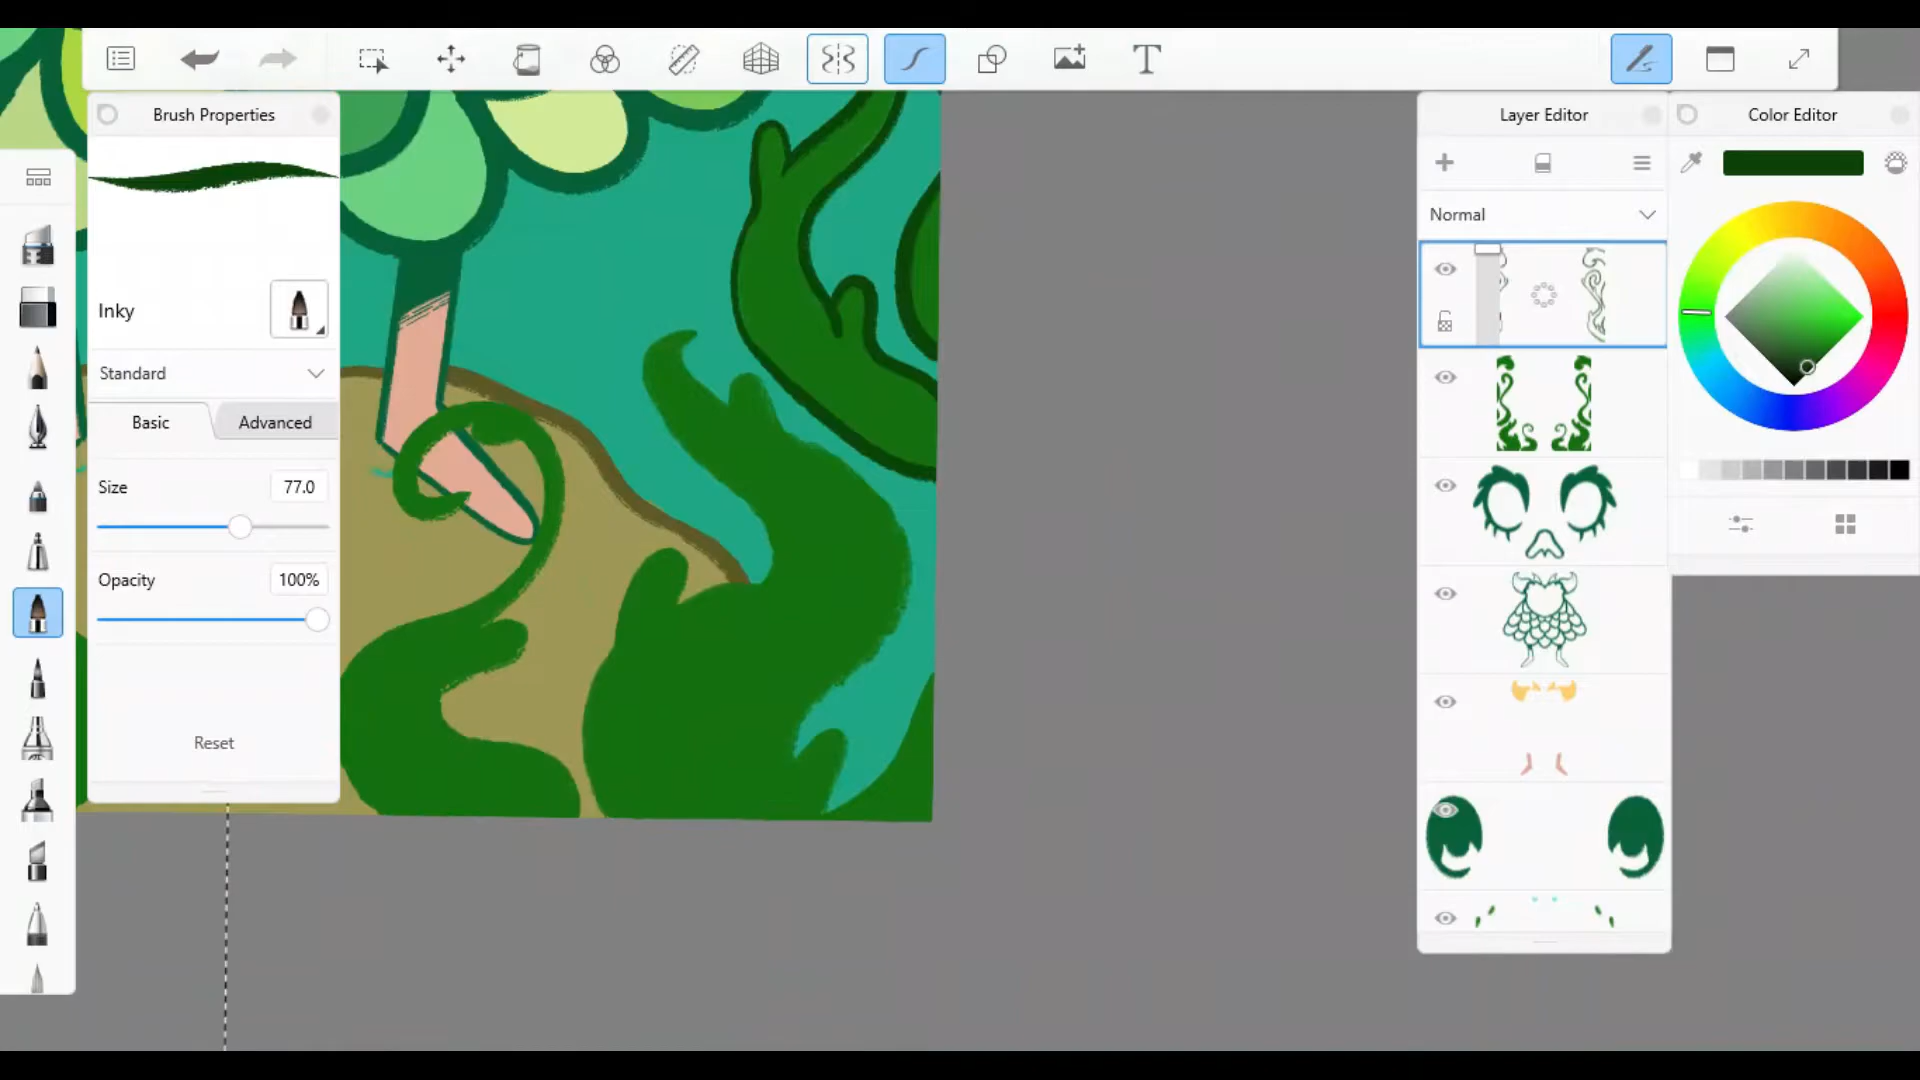 T
Brush Properties
Layer Editor
Color Editor
Normal
Inky
Standard
Basic
Advanced
Size
77.0
Opacity
100%
Reset